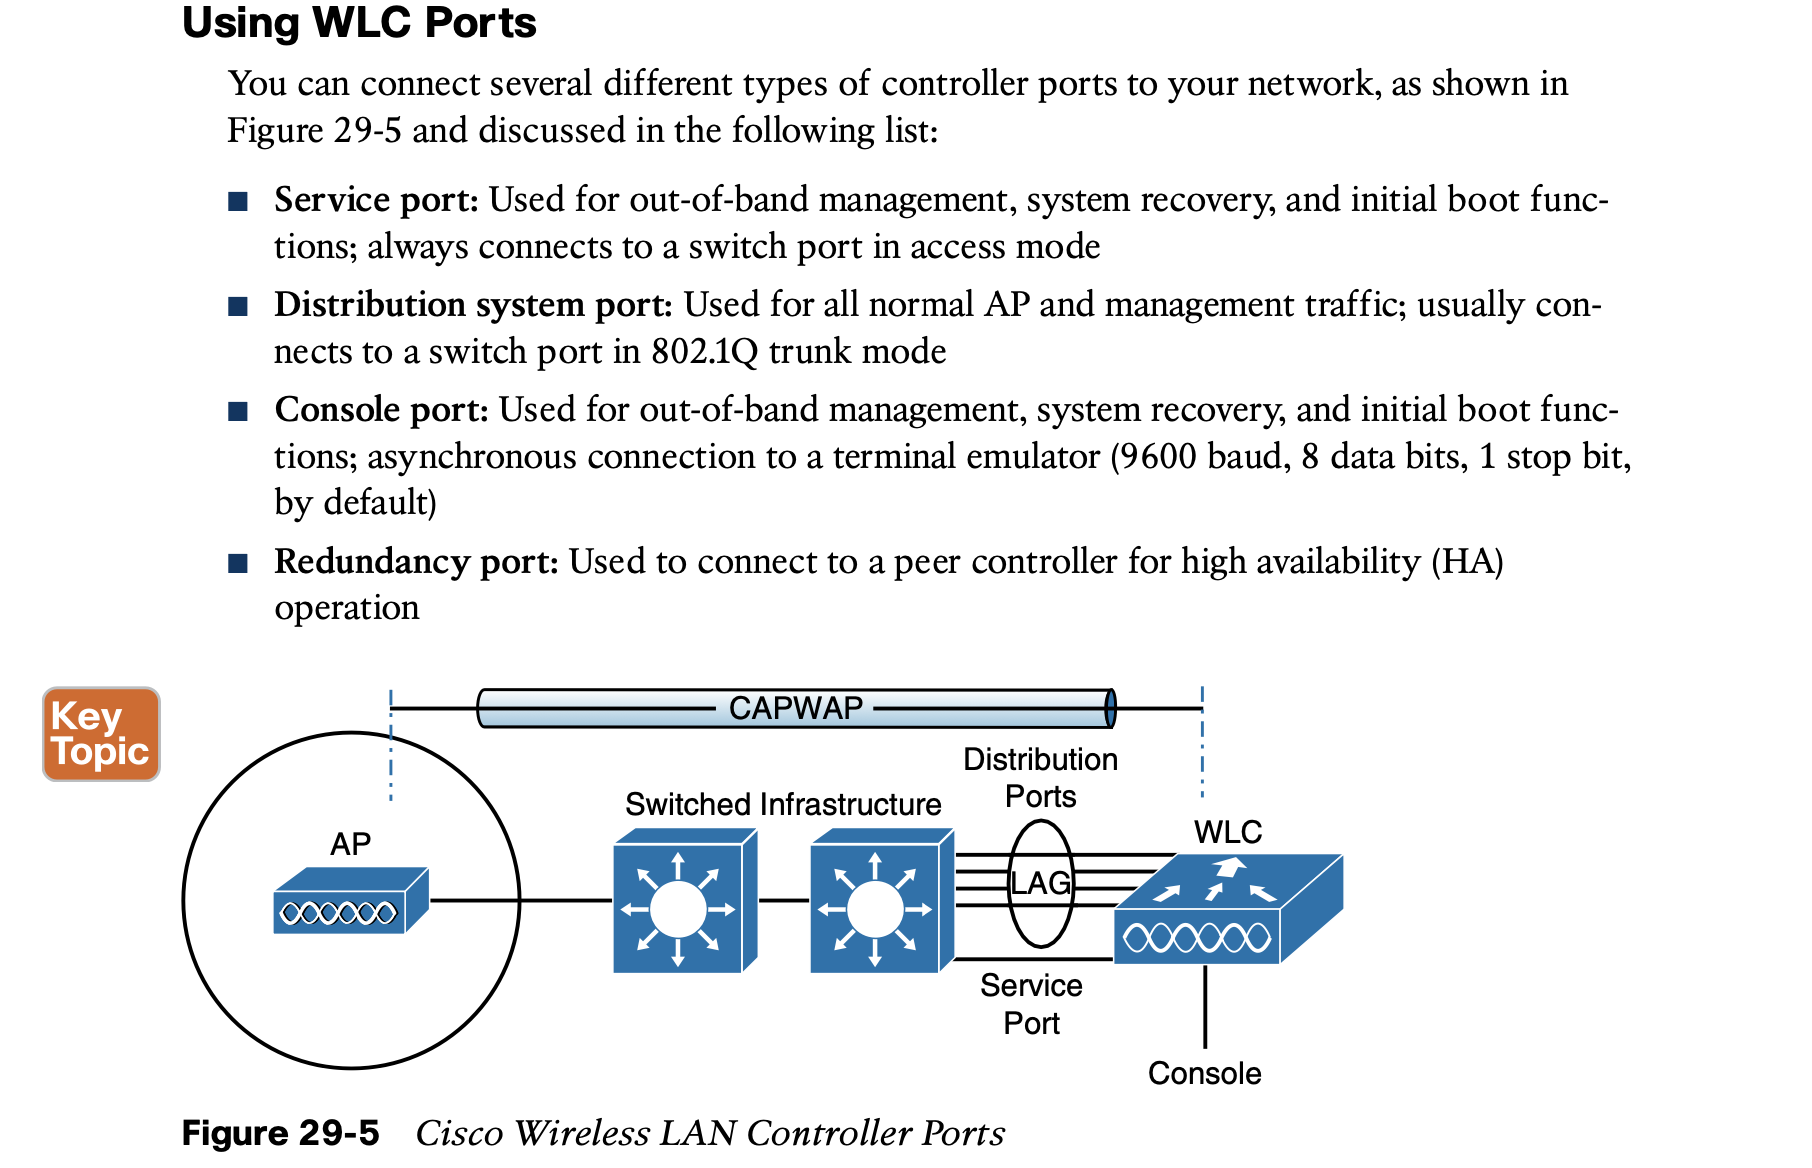 Using WLC Ports
You can connect several different types of controller ports to your network, as shown in
Figure 29-5 and discussed in the following list:
■ Service port: Used for out-of-band management, system recovery, and initial boot func-
tions; always connects to a switch port in access mode
■ Distribution system port: Used for all normal AP and management traffic; usually con-
nects to a switch port in 802.1Q trunk mode
■ Console port: Used for out-of-band management, system recovery, and initial boot func-
tions; asynchronous connection to a terminal emulator (9600 baud, 8 data bits, 1 stop bit,
by default)
■ Redundancy port: Used to connect to a peer controller for high availability (HA)
operation
Key
Topic
CAPWAP
Distribution
Ports
Switched Infrastructure
WLC
AP
LAG
Service
Port
Console
Figure 29-5 Cisco Wireless LAN Controller Ports